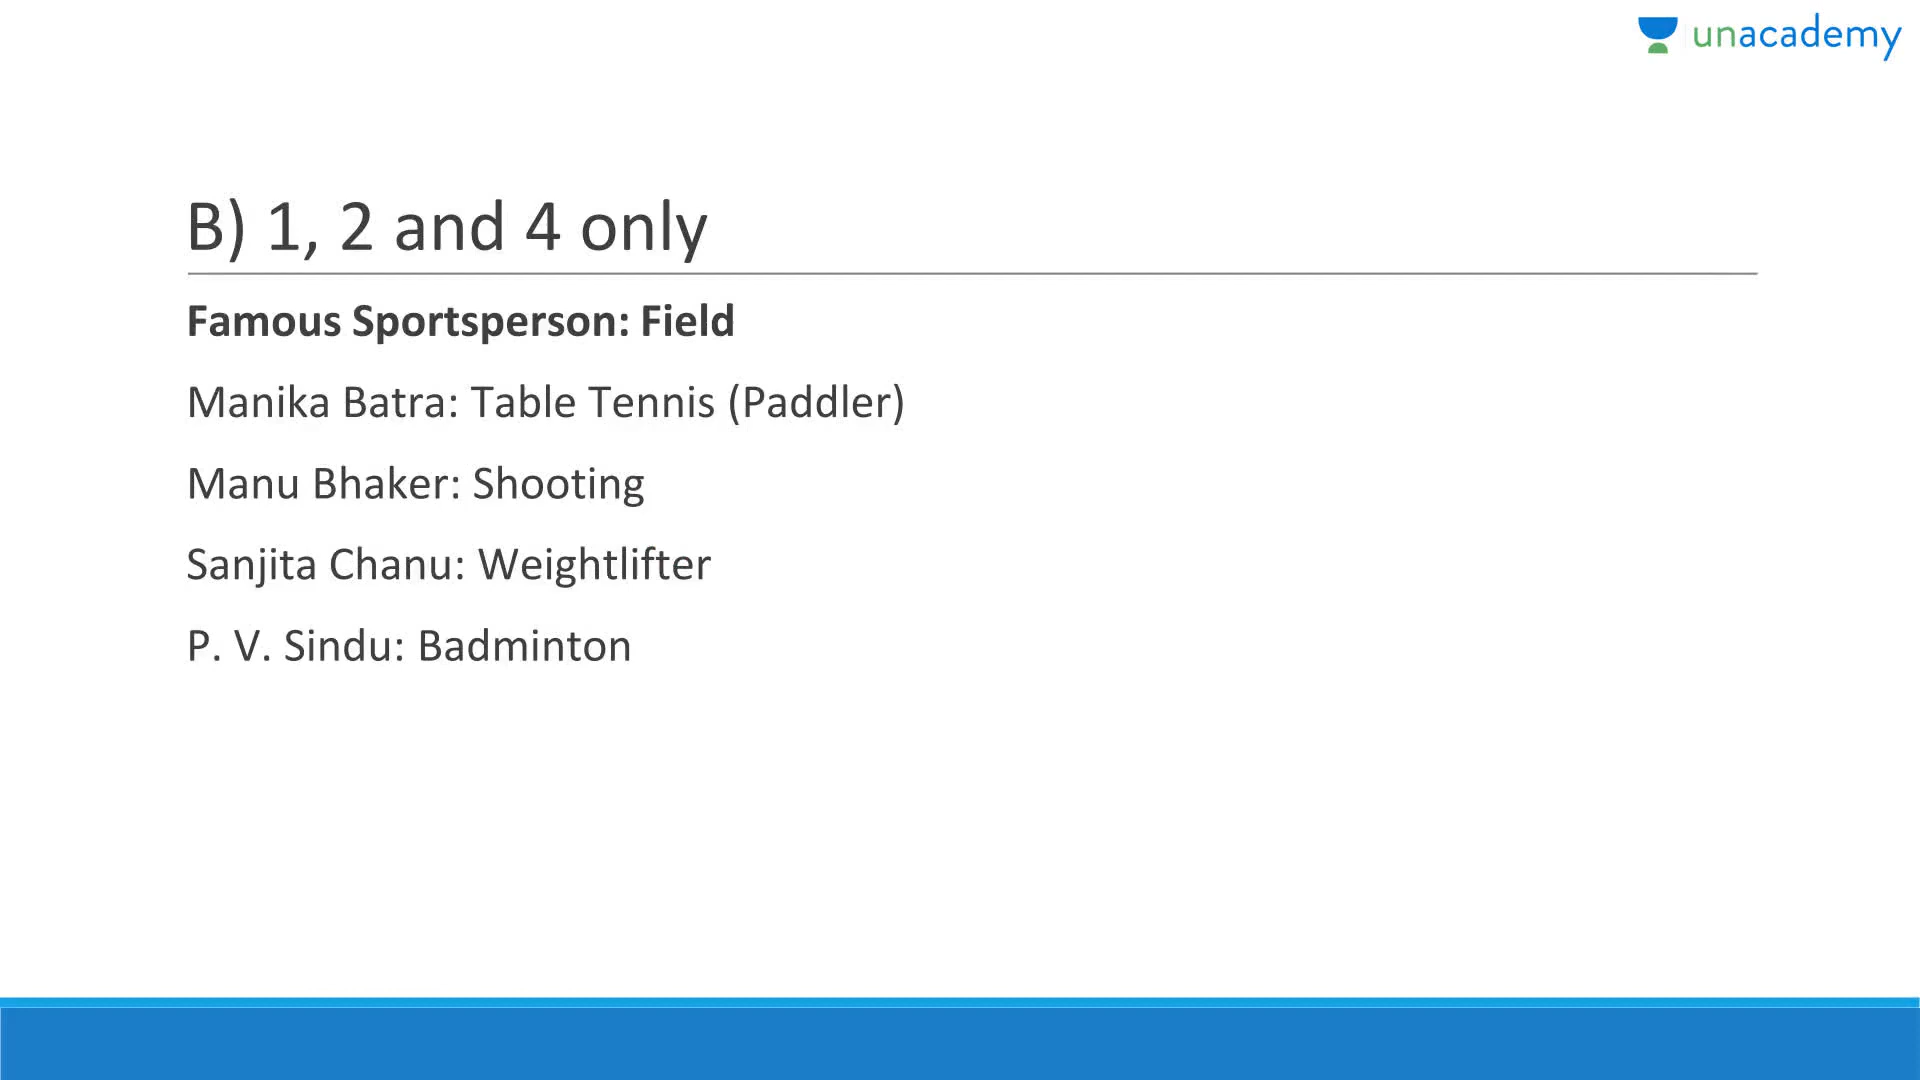 unacademy
B) 1, 2 and 4 only
Famous Sportsperson: Field
Manika Batra: Table Tennis (Paddler)
Manu Bhaker: Shooting
Sanjita Chanu: Weightlifter
P. V. Sindu: Badminton